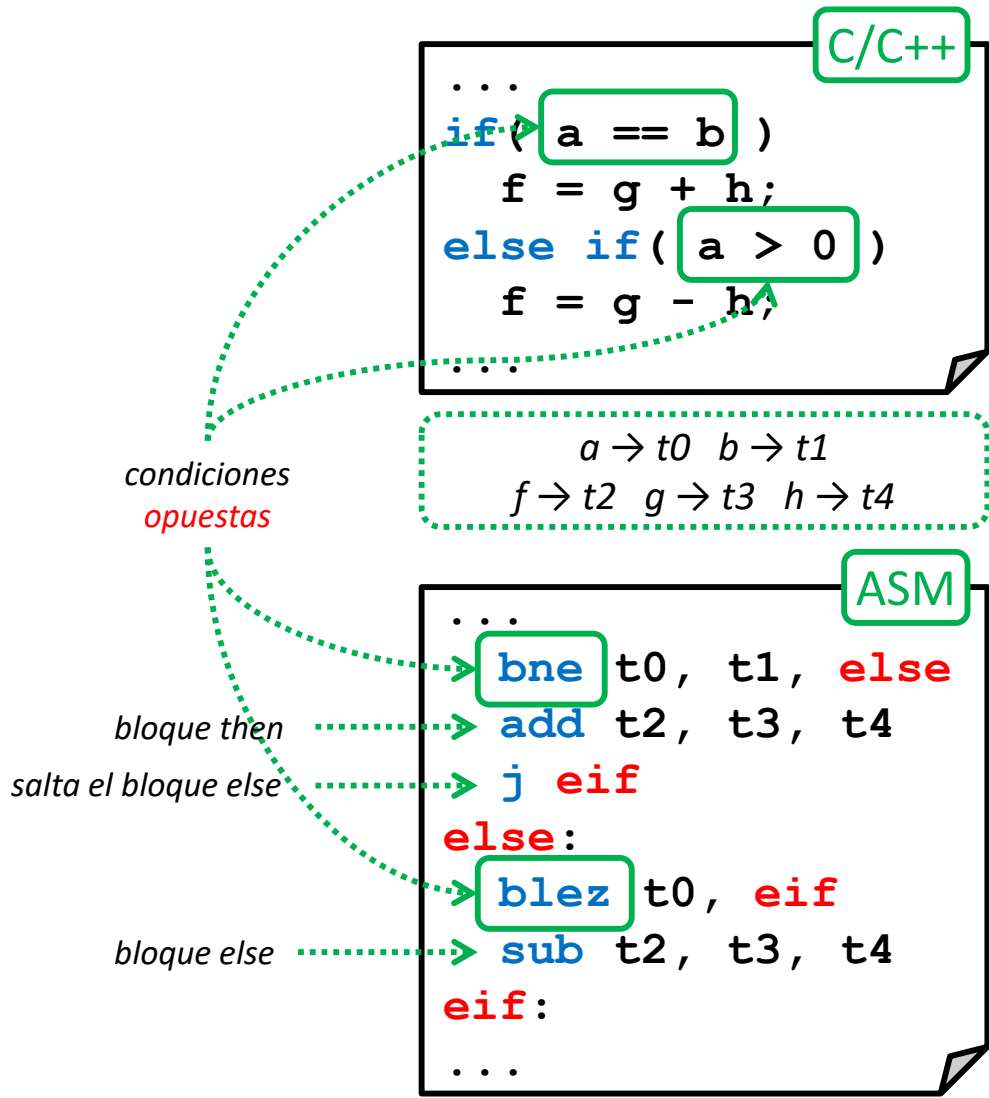 C/C++
...
if( a == b )
f = g + h;
else if( a > 0 )
f = g - h;
...
a → t0 b → t1
f → t2 g → t3 h → t4
condiciones
opuestas
ASM
...
bne t0, t1, else
bloque then
add t2, t3, t4
salta el bloque else
j eif
else:
blez t0, eif
bloque else
sub t2, t3, t4
eif:
...